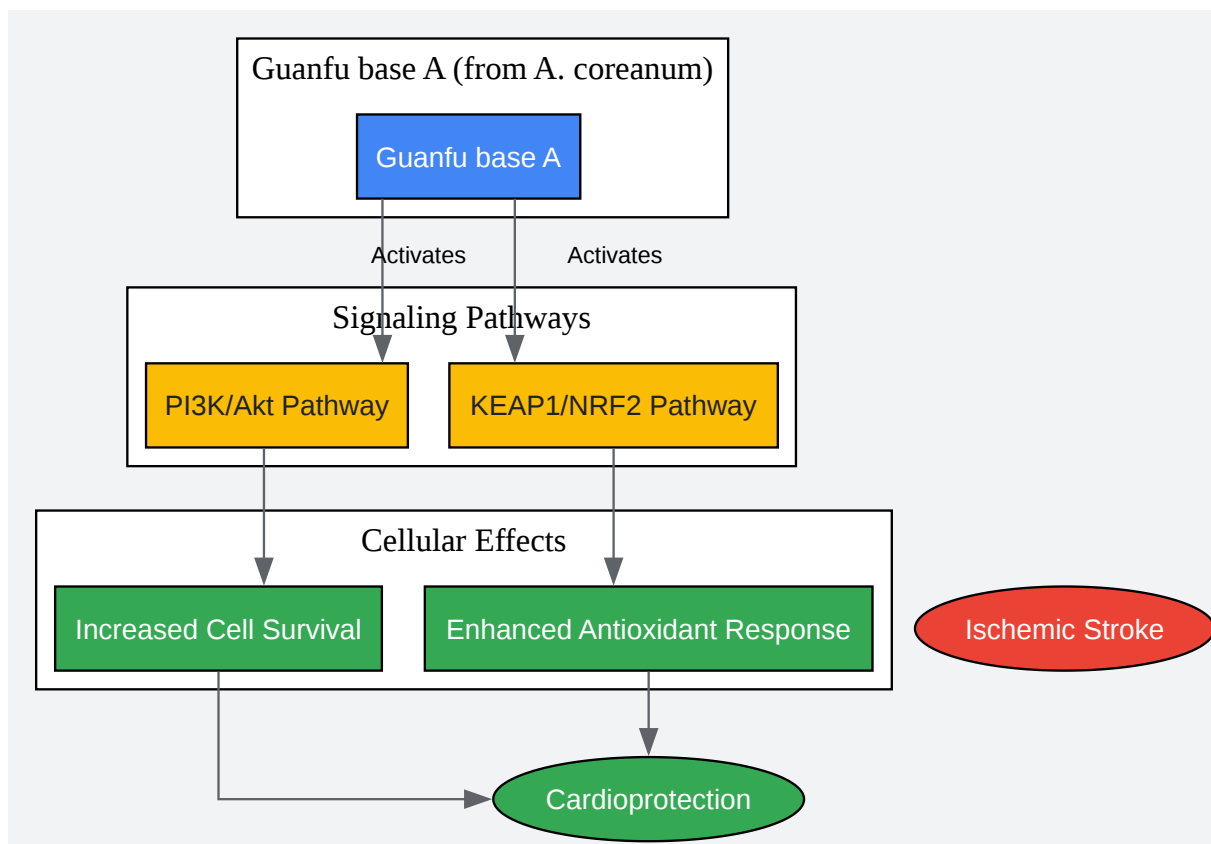 Guanfu base A (from A. coreanum)
Guanfu base A
Activates
Activates
Signaling Pathways
PI3K/Akt Pathway
KEAP1/NRF2 Pathway
Cellular Effects
Increased Cell Survival
Enhanced Antioxidant Response
Ischemic Stroke
Cardioprotection